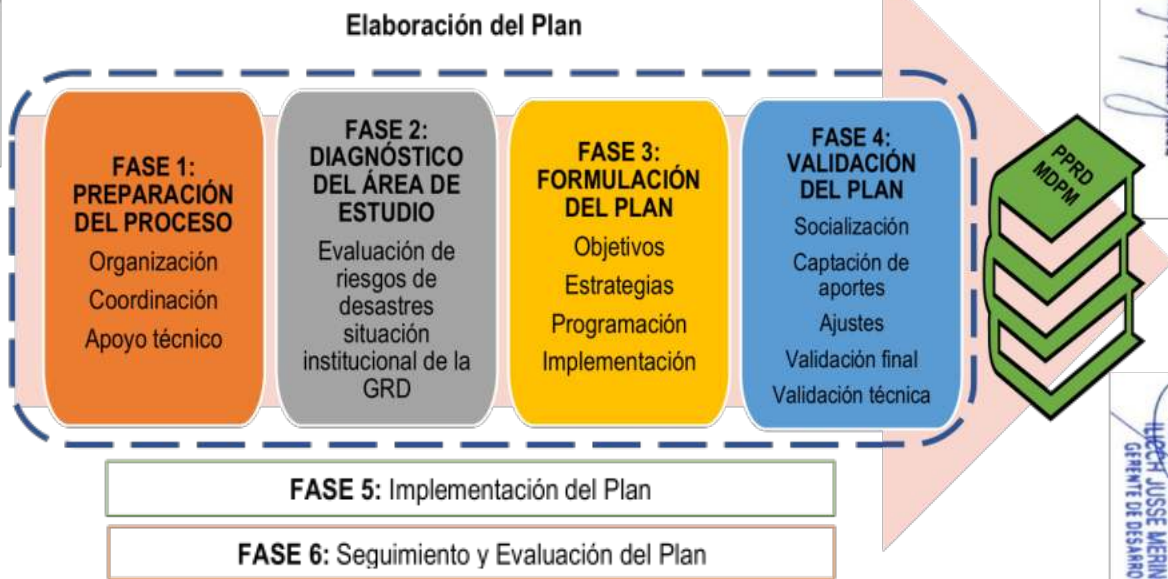 Elaboración del Plan
FASE 1:
PREPARACIÓN
DEL PROCESO
Organización
Coordinación
Apoyo técnico
FASE 2:
DIAGNÓSTICO
DEL ÁREA DE
ESTUDIO
Evaluación de
riesgos de
desastres
situación
institucional de la
GRD
FASE 3:
FORMULACIÓN
DEL PLAN
Objetivos
Estrategias
Programación
Implementación
FASE 4:
VALIDACIÓN
DEL PLAN
Socialización
Captación de
aportes
Ajustes
Validación final
Validación técnica
PPRD
MDPM
FASE 5: Implementación del Plan
FASE 6: Seguimiento y Evaluación del Plan
JUSSE MERIN
GERENTE DE DESARRO